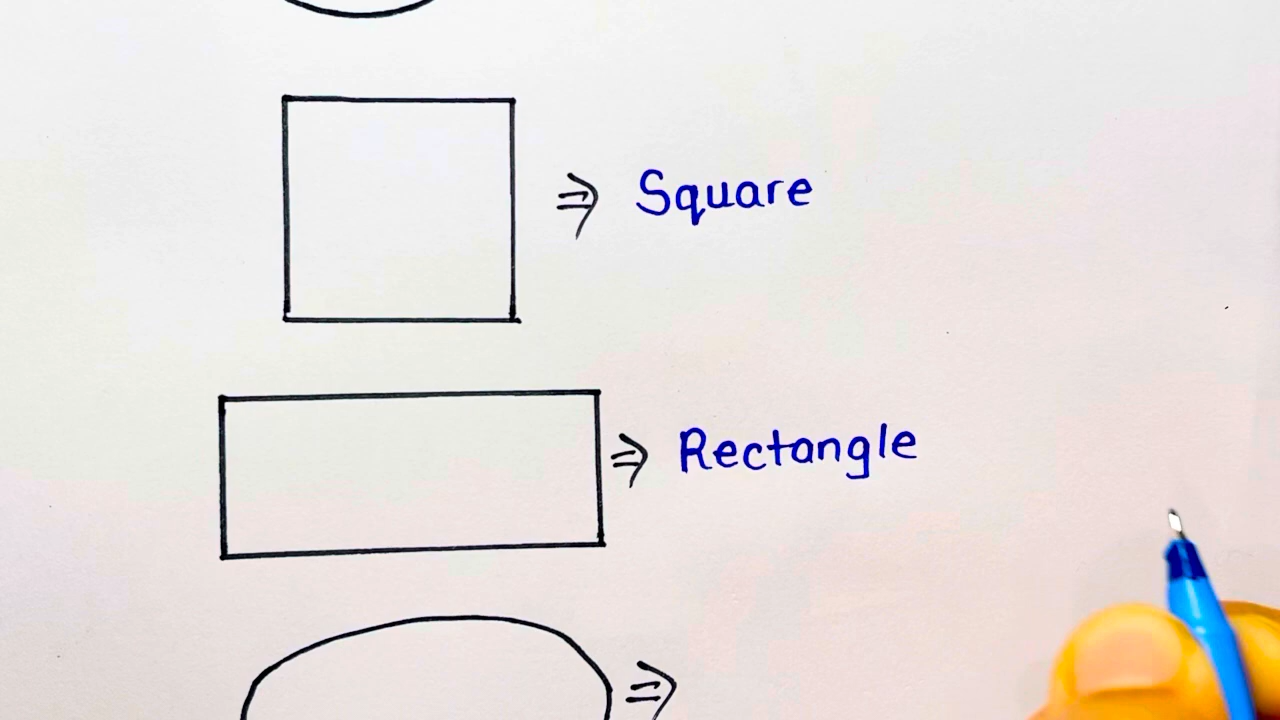 ⇒ Square
⇒ Rectangle
⇒